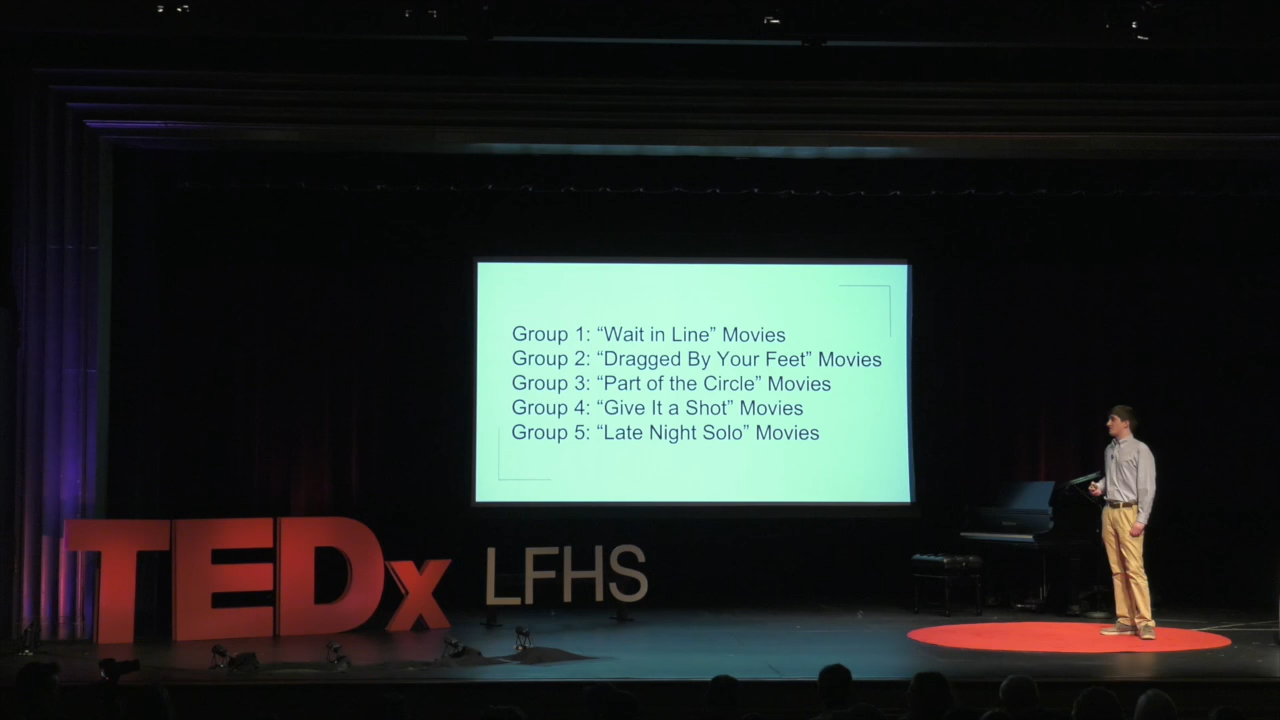 Group 1: “Wait in Line” Movies
Group 2: “Dragged By Your Feet” Movies
Group 3: “Part of the Circle” Movies
Group 4: “Give It a Shot” Movies
Group 5: “Late Night Solo” Movies
TEDx LFHS